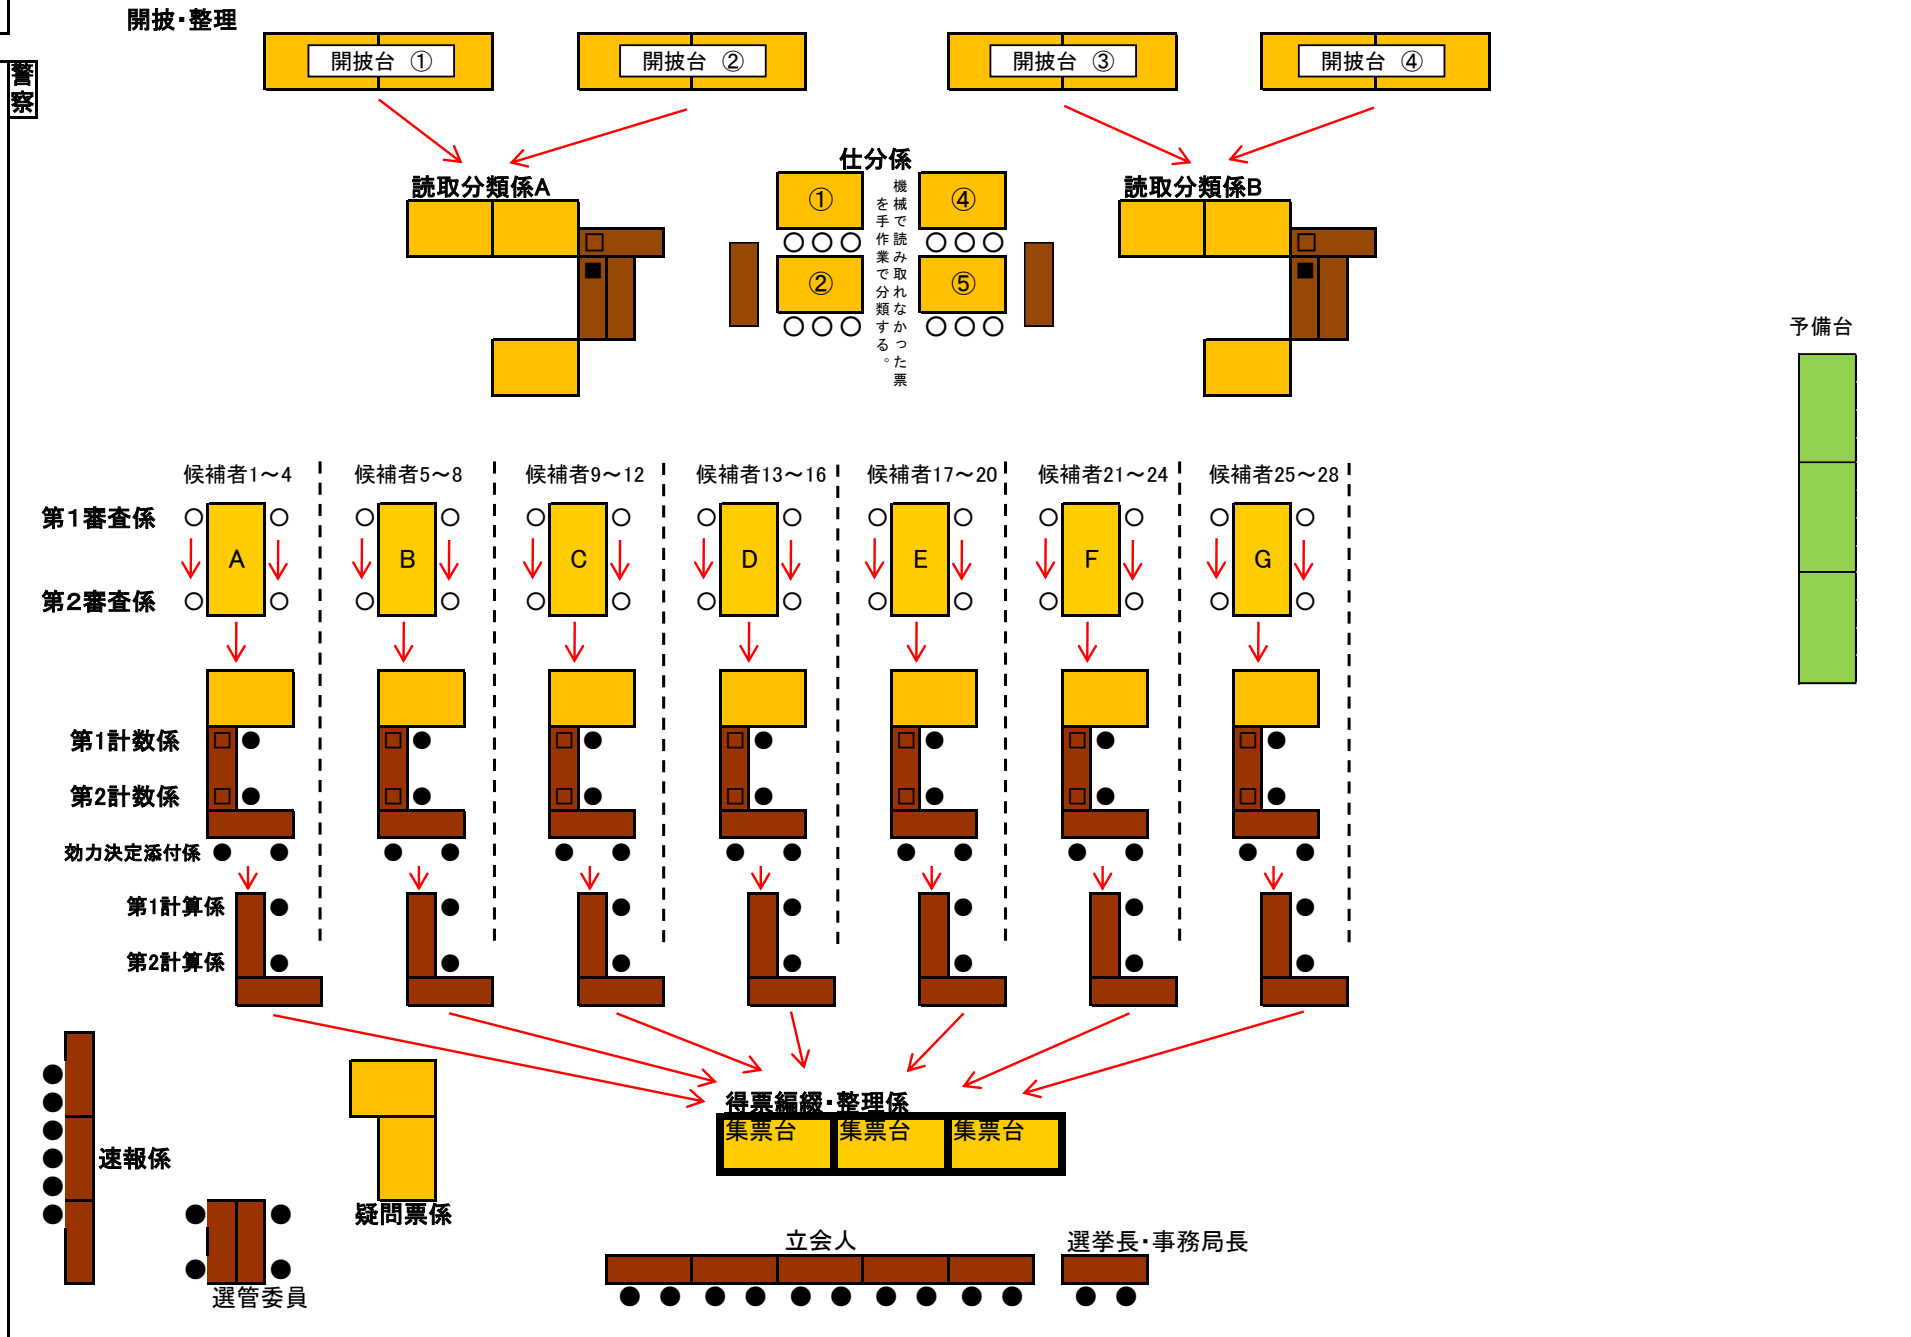 開披・整理
警察
開披台 ①
開披台 ②
開披台 ③
開披台 ④
仕分係
読取分類係A
読取分類係B
①
④
②
⑤
機械で読み取れなかった票
を手作業で分類する。
予備台
候補者1～4
候補者5～8
候補者9～12
候補者13～16
候補者17～20
候補者21～24
候補者25～28
第1審査係
A
B
C
D
E
F
G
第2審査係
第1計数係
第2計数係
効力決定添付係
第1計算係
第2計算係
得票編綴・整理係
集票台
集票台
集票台
速報係
疑問票係
選管委員
立会人
選挙長・事務局長